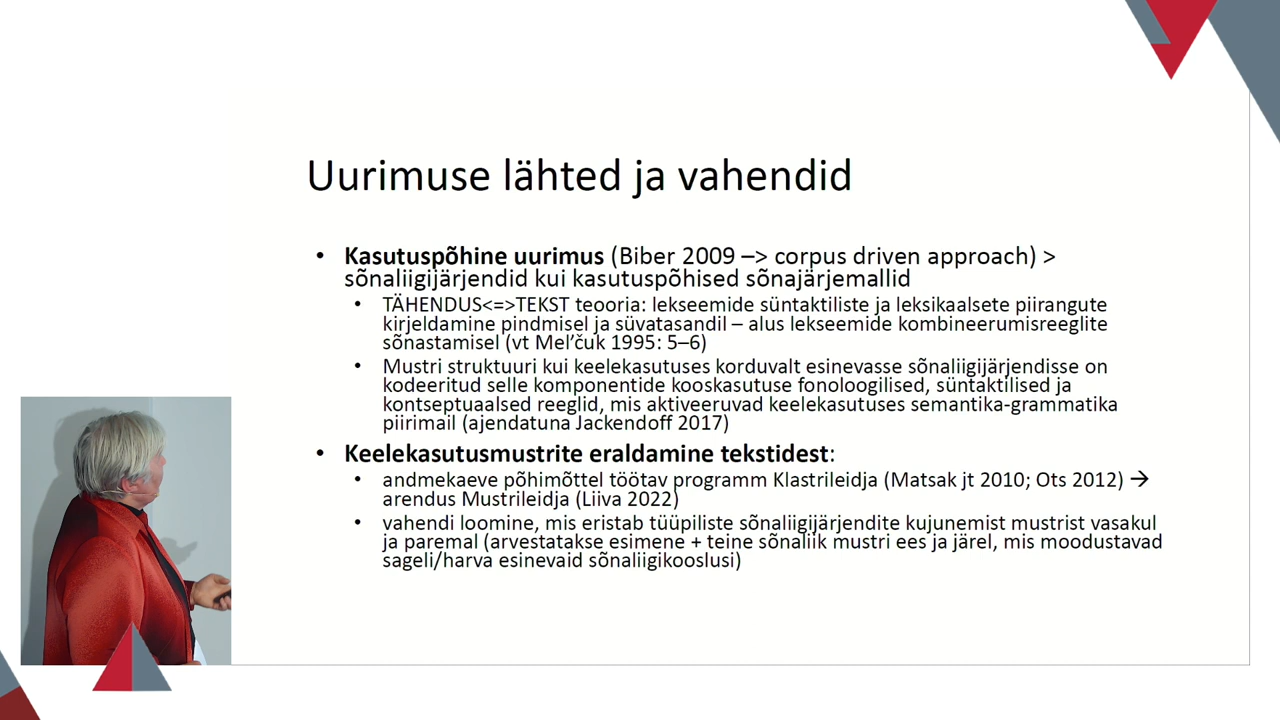 Uurimuse lähted ja vahendid
• Kasutuspõhine uurimus (Biber 2009 –> corpus driven approach) >
sõnaliigijärjendid kui kasutuspõhised sõnajärjemallid
• TÄHENDUS<=>TEKST teooria: lekseemide süntaktiliste ja leksikaalsete piirangute
kirjeldamine pindmisel ja süvatasandil – alus lekseemide kombineerumisreeglite
sõnastamisel (vt Mel’čuk 1995: 5–6)
• Mustri struktuuri kui keelekasutuses korduvalt esinevasse sõnaliigijärjendisse on
kodeeritud selle komponentide kooskasutuse fonoloogilised, süntaktilised ja
kontseptuaalsed reeglid, mis aktiveeruvad keelekasutuses semantika-grammatika
piirimail (ajendatuna Jackendoff 2017)
• Keelekasutusmustrite eraldamine tekstidest:
• andmekaeve põhimõttel töötav programm Klastrileidja (Matsak jt 2010; Ots 2012) →
arendus Mustrileidja (Liiva 2022)
• vahendi loomine, mis eristab tüüpiliste sõnaliigijärjendite kujunemist mustrist vasakul
ja paremal (arvestatakse esimene + teine sõnaliik mustri ees ja järel, mis moodustavad
sageli/harva esinevaid sõnaliigikooslusi)